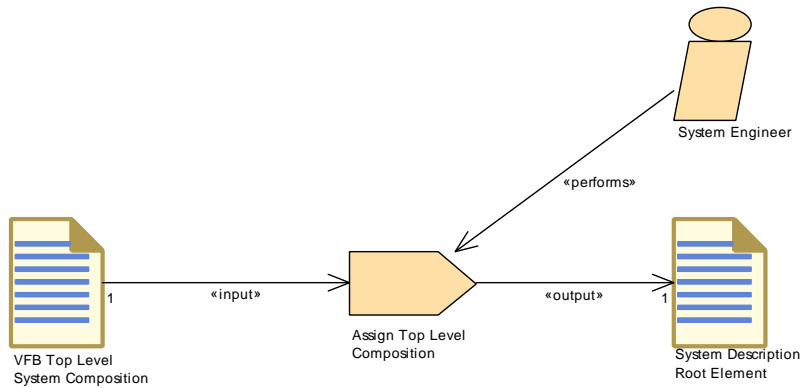 System Engineer
«performs»
1
«input»
«output»
1
Assign Top Level
Composition
VFB Top Level
System Composition
System Description
Root Element